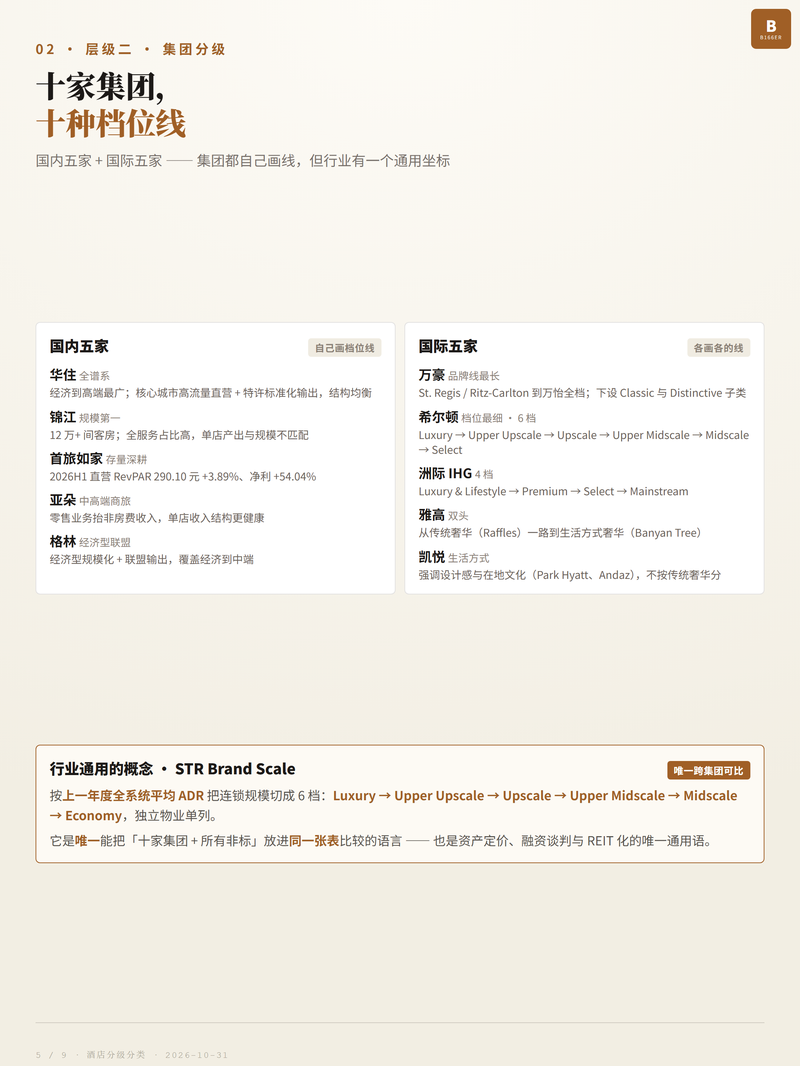 B
BIGGER
02 · 层级二 · 集团分级
十家集团，
十种档位线
国内五家 + 国际五家 —— 集团都自己画线，但行业有一个通用坐标
国内五家
自己画档位线
华住 全谱系
经济到高端最广；核心城市高流量直营 + 特许标准化输出，结构均衡
锦江 规模第一
12 万+ 间客房；全服务占比高，单店产出与规模不匹配
首旅如家 存量深耕
2026H1 直营 RevPAR 290.10 元 +3.89%、净利 +54.04%
亚朵 中高端商旅
零售业务抬非房费收入，单店收入结构更健康
格林 经济型联盟
经济型规模化 + 联盟输出，覆盖经济到中端
国际五家
各画各的线
万豪 品牌线最长
St. Regis / Ritz-Carlton 到万怡全档；下设 Classic 与 Distinctive 子类
希尔顿 档位最细 · 6 档
Luxury → Upper Upscale → Upscale → Upper Midscale → Midscale
→ Select
洲际 IHG 4 档
Luxury & Lifestyle → Premium → Select → Mainstream
雅高 双头
从传统奢华（Raffles）一路到生活方式奢华（Banyan Tree）
凯悦 生活方式
强调设计感与在地文化（Park Hyatt、Andaz），不按传统奢华分
行业通用的概念 · STR Brand Scale
唯一跨集团可比
按上一年度全系统平均 ADR 把连锁规模切成 6 档：Luxury → Upper Upscale → Upscale → Upper Midscale → Midscale
→ Economy，独立物业单列。
它是唯一能把「十家集团 + 所有非标」放进同一张表比较的语言 —— 也是资产定价、融资谈判与 REIT 化的唯一通用语。
5 / 9 · 酒店分级分类 · 2026-10-31